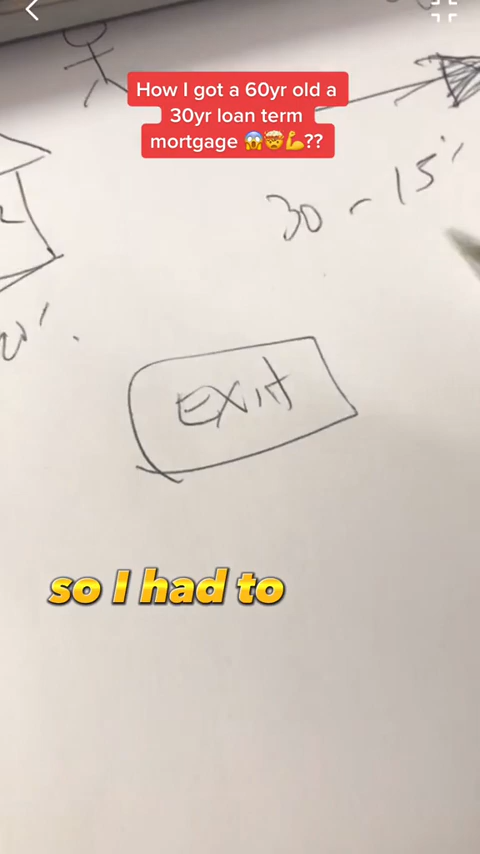 How I got a 60yr old a
30yr loan term
mortgage 😱🤯💪??
30 - 15'
EXIT
so I had to